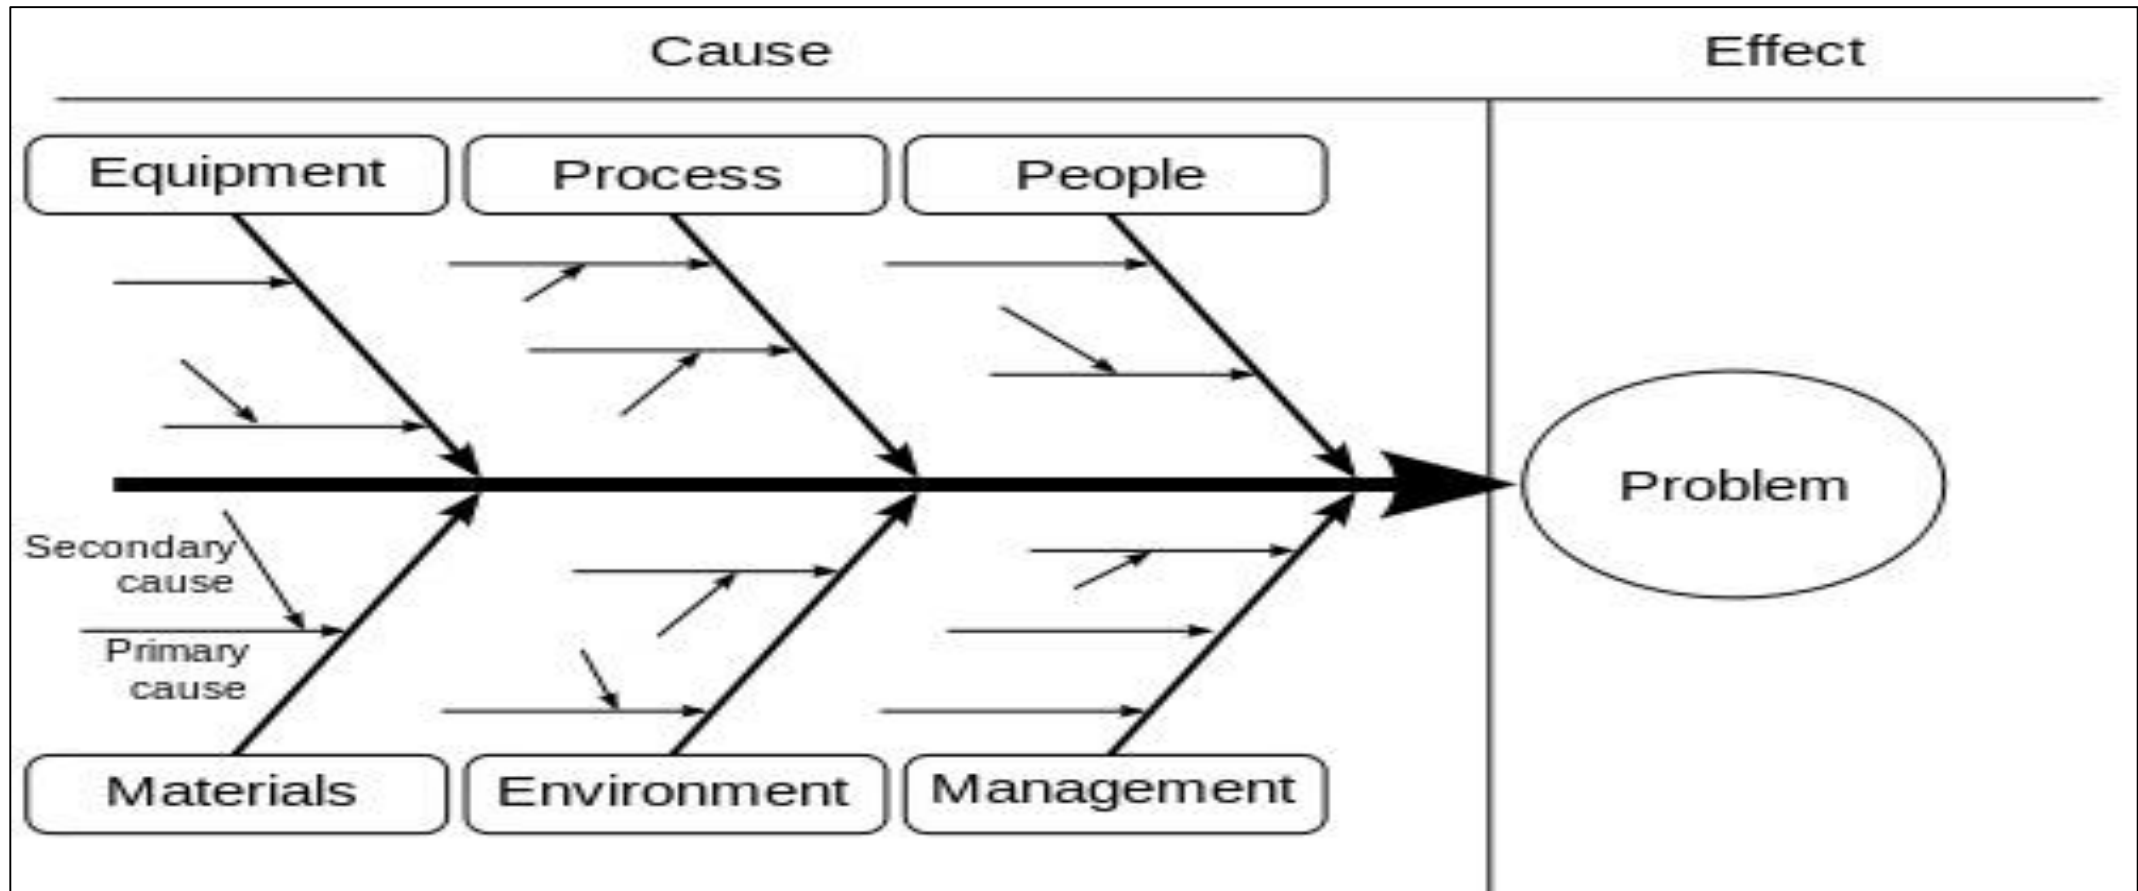 Cause
Effect
Equipment
Process
People
Problem
Secondary
cause
Primary
cause
Materials
Environment
Management